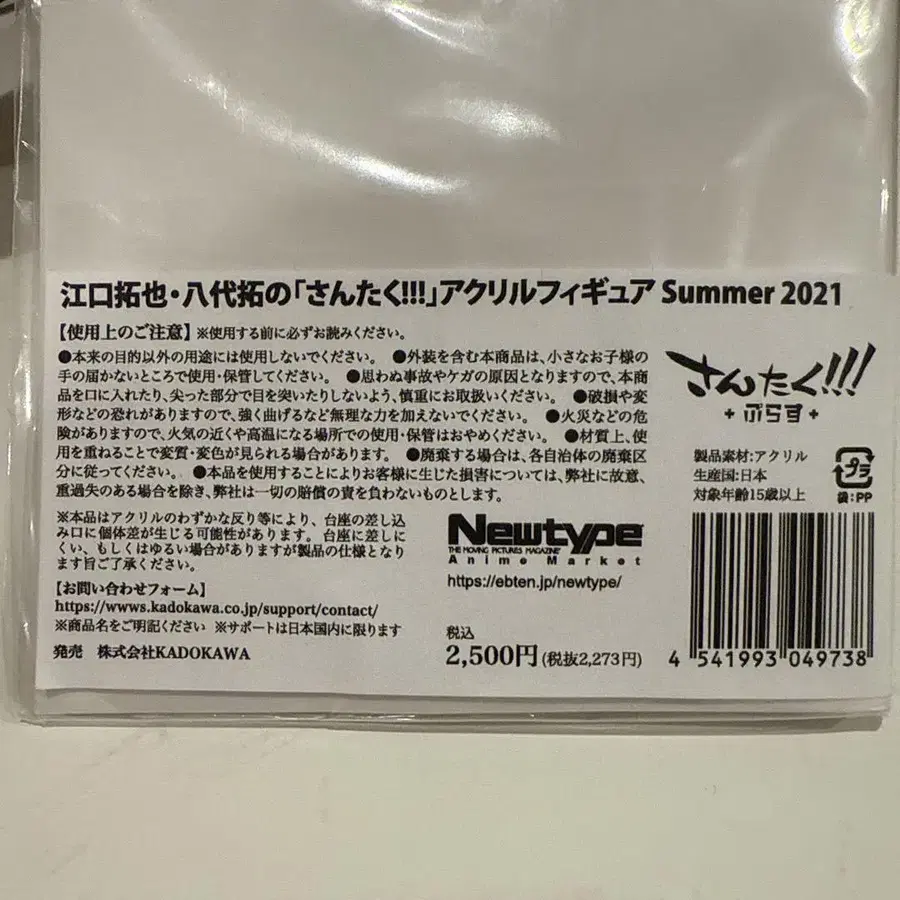 江口拓也・八代拓の「さんたく!!!」アクリルフィギュア Summer 2021
【使用上のご注意】※使用する前に必ずお読みください。
●本来の目的以外の用途には使用しないでください。 ●外装を含む本商品は、小さなお子様の
手の届かないところで使用・保管してください。 ●思わぬ事故やケガの原因となりますので、本商
品を口に入れたり、尖った部分で目を突いたりしないよう、慎重にお取扱いください。 ●破損や変
形などの恐れがありますので、強く曲げるなど無理な力を加えないでください。 ●火災などの危
険がありますので、火気の近くや高温になる場所での使用・保管はおやめください。 ●材質上、使
用を重ねることで変質・変色が見られる場合があります。 ●廃棄する場合は、各自治体の廃棄区
分に従ってください。 ●本品を使用することによりお客様に生じた損害については、弊社に故意、
重過失のある場合を除き、弊社は一切の賠償の責を負わないものとします。
さんたく!!!
+ ぷらす +
製品素材:アクリル
生産国:日本
対象年齢15歳以上
プラ
袋:PP
※本品はアクリルのわずかな反り等により、台座の差し込
み口に個体差が生じる可能性があります。台座に差しに
くい、もしくはゆるい場合がありますが製品の仕様となり
ます旨ご了承ください。
【お問い合わせフォーム】
https://wwws.kadokawa.co.jp/support/contact/
※商品名をご明記ください ※サポートは日本国内に限ります
発売 株式会社KADOKAWA
Newtype
THE MOVING PICTURES MAGAZINE
Anime Market
https://ebten.jp/newtype/
税込
2,500円(税抜2,273円)
4 541993 049738